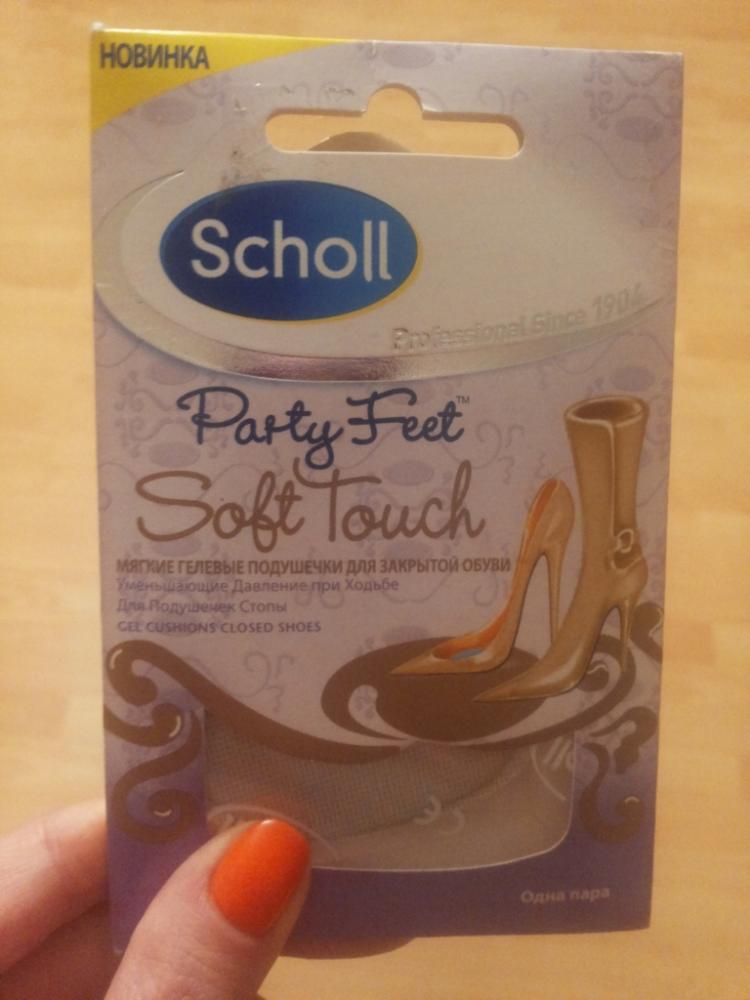 НОВИНКА
Scholl
Professional Since 1904
Party Feet™
Soft Touch
МЯГКИЕ ГЕЛЕВЫЕ ПОДУШЕЧКИ ДЛЯ ЗАКРЫТОЙ ОБУВИ
Уменьшающие Давление при Ходьбе
Для Подушечек Стопы
GEL CUSHIONS CLOSED SHOES
Одна пара